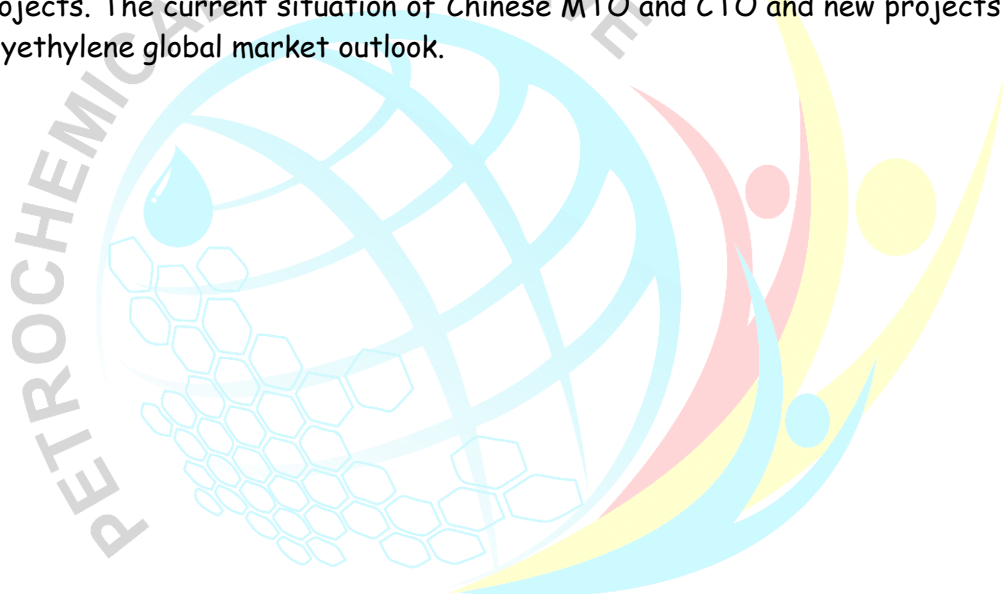 ojects. The current situation of Chinese MTO and CTO and new projects
yethylene global market outlook.
PETROCHEMICA